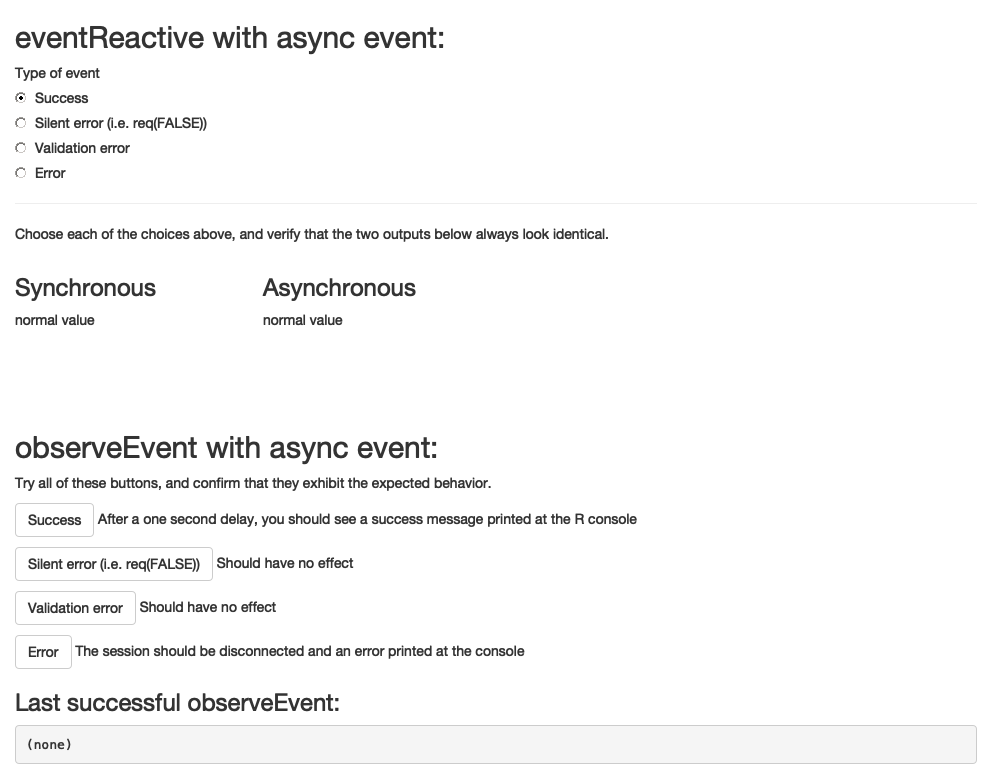 eventReactive with async event:
Type of event
Success
Silent error (i.e. req(FALSE))
Validation error
Error
Choose each of the choices above, and verify that the two outputs below always look identical.
Synchronous Asynchronous
normal value normal value
observeEvent with async event:
Try all of these buttons, and confirm that they exhibit the expected behavior.
Success After a one second delay, you should see a success message printed at the R console
Silent error (i.e. req(FALSE)) Should have no effect
Validation error Should have no effect
Error The session should be disconnected and an error printed at the console
Last successful observeEvent:
(none)